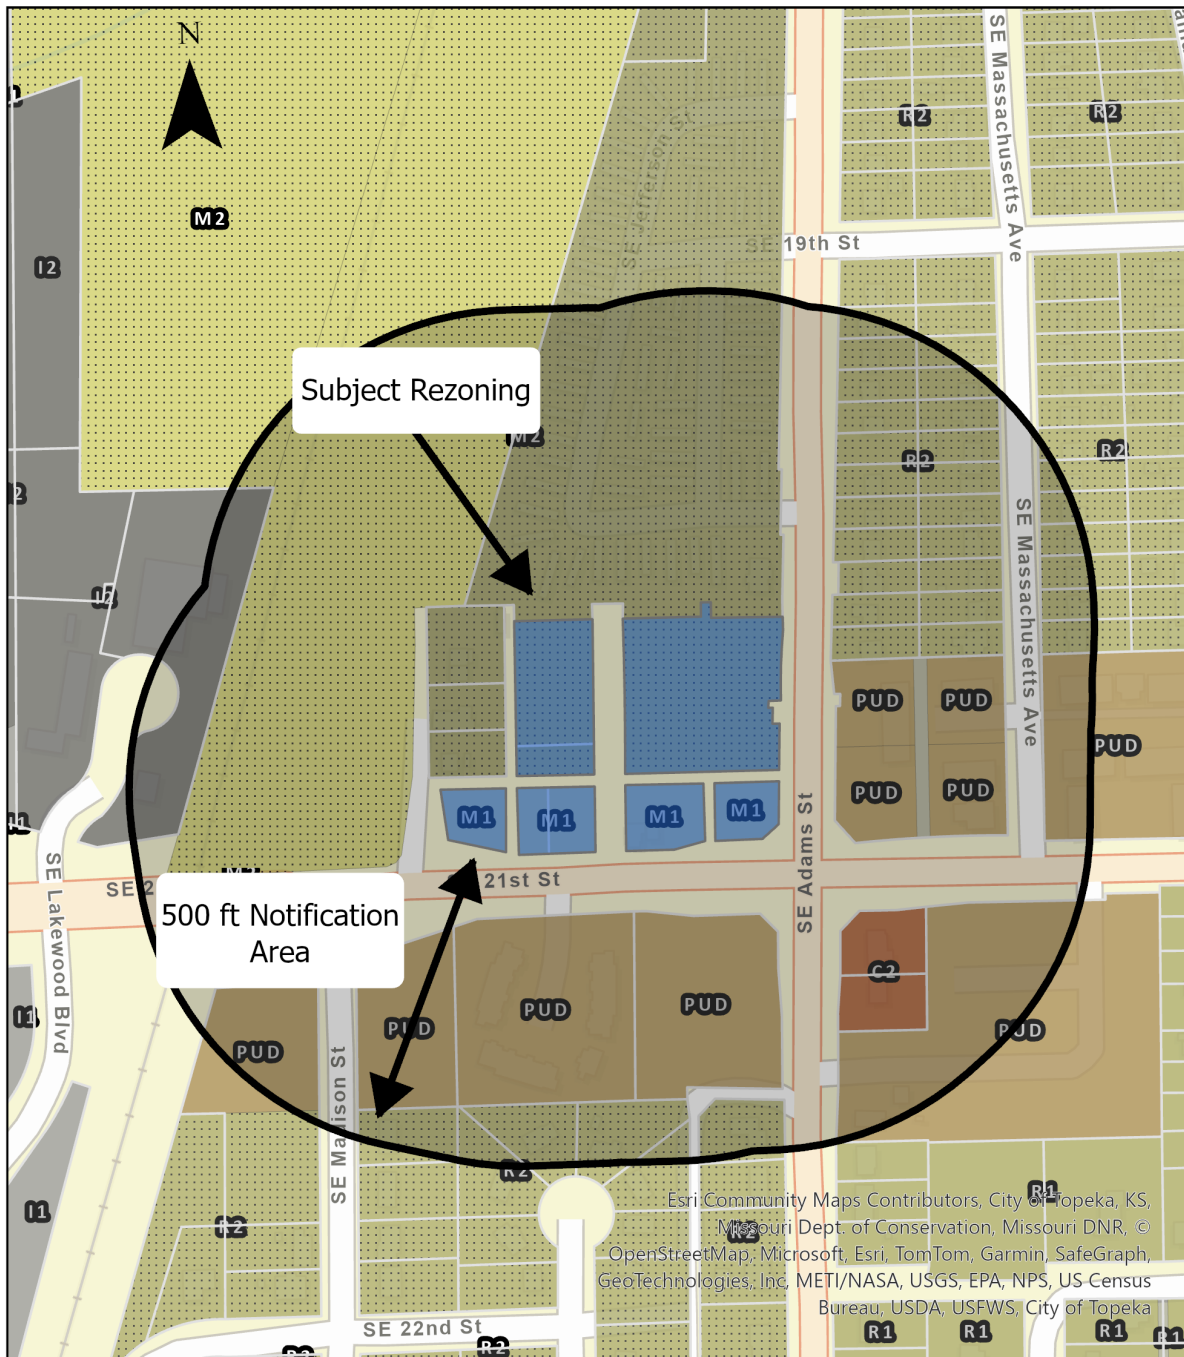 N
SE Massachusetts Ave
R2
R2
M2
I2
SE Jefferson St
SE 19th St
Subject Rezoning
M2
R2
R2
SE Massachusetts Ave
I2
PUD
PUD
PUD
PUD
PUD
M1
M1
M1
M1
SE Adams St
SE 2
21st St
SE Lakewood Blvd
500 ft Notification
Area
C2
PUD
PUD
PUD
PUD
PUD
I1
SE Madison St
R2
R2
R2
R1
I1
Esri Community Maps Contributors, City of Topeka, KS,
Missouri Dept. of Conservation, Missouri DNR, ©
OpenStreetMap, Microsoft, Esri, TomTom, Garmin, SafeGraph,
GeoTechnologies, Inc, METI/NASA, USGS, EPA, NPS, US Census
Bureau, USDA, USFWS, City of Topeka
SE 22nd St
R2
R1
R1
R1
R1